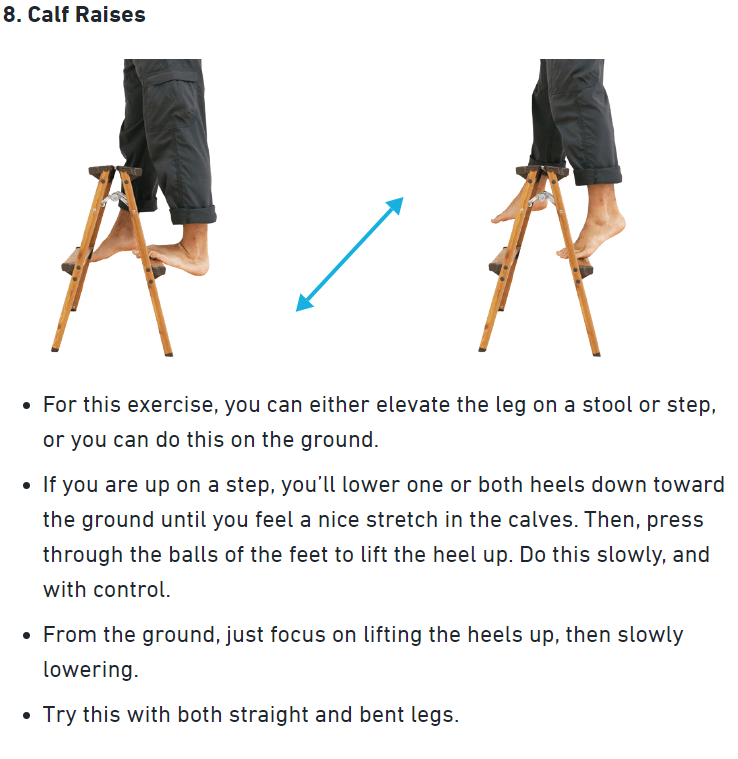 8. Calf Raises
• For this exercise, you can either elevate the leg on a stool or step,
or you can do this on the ground.
• If you are up on a step, you’ll lower one or both heels down toward
the ground until you feel a nice stretch in the calves. Then, press
through the balls of the feet to lift the heel up. Do this slowly, and
with control.
• From the ground, just focus on lifting the heels up, then slowly
lowering.
• Try this with both straight and bent legs.